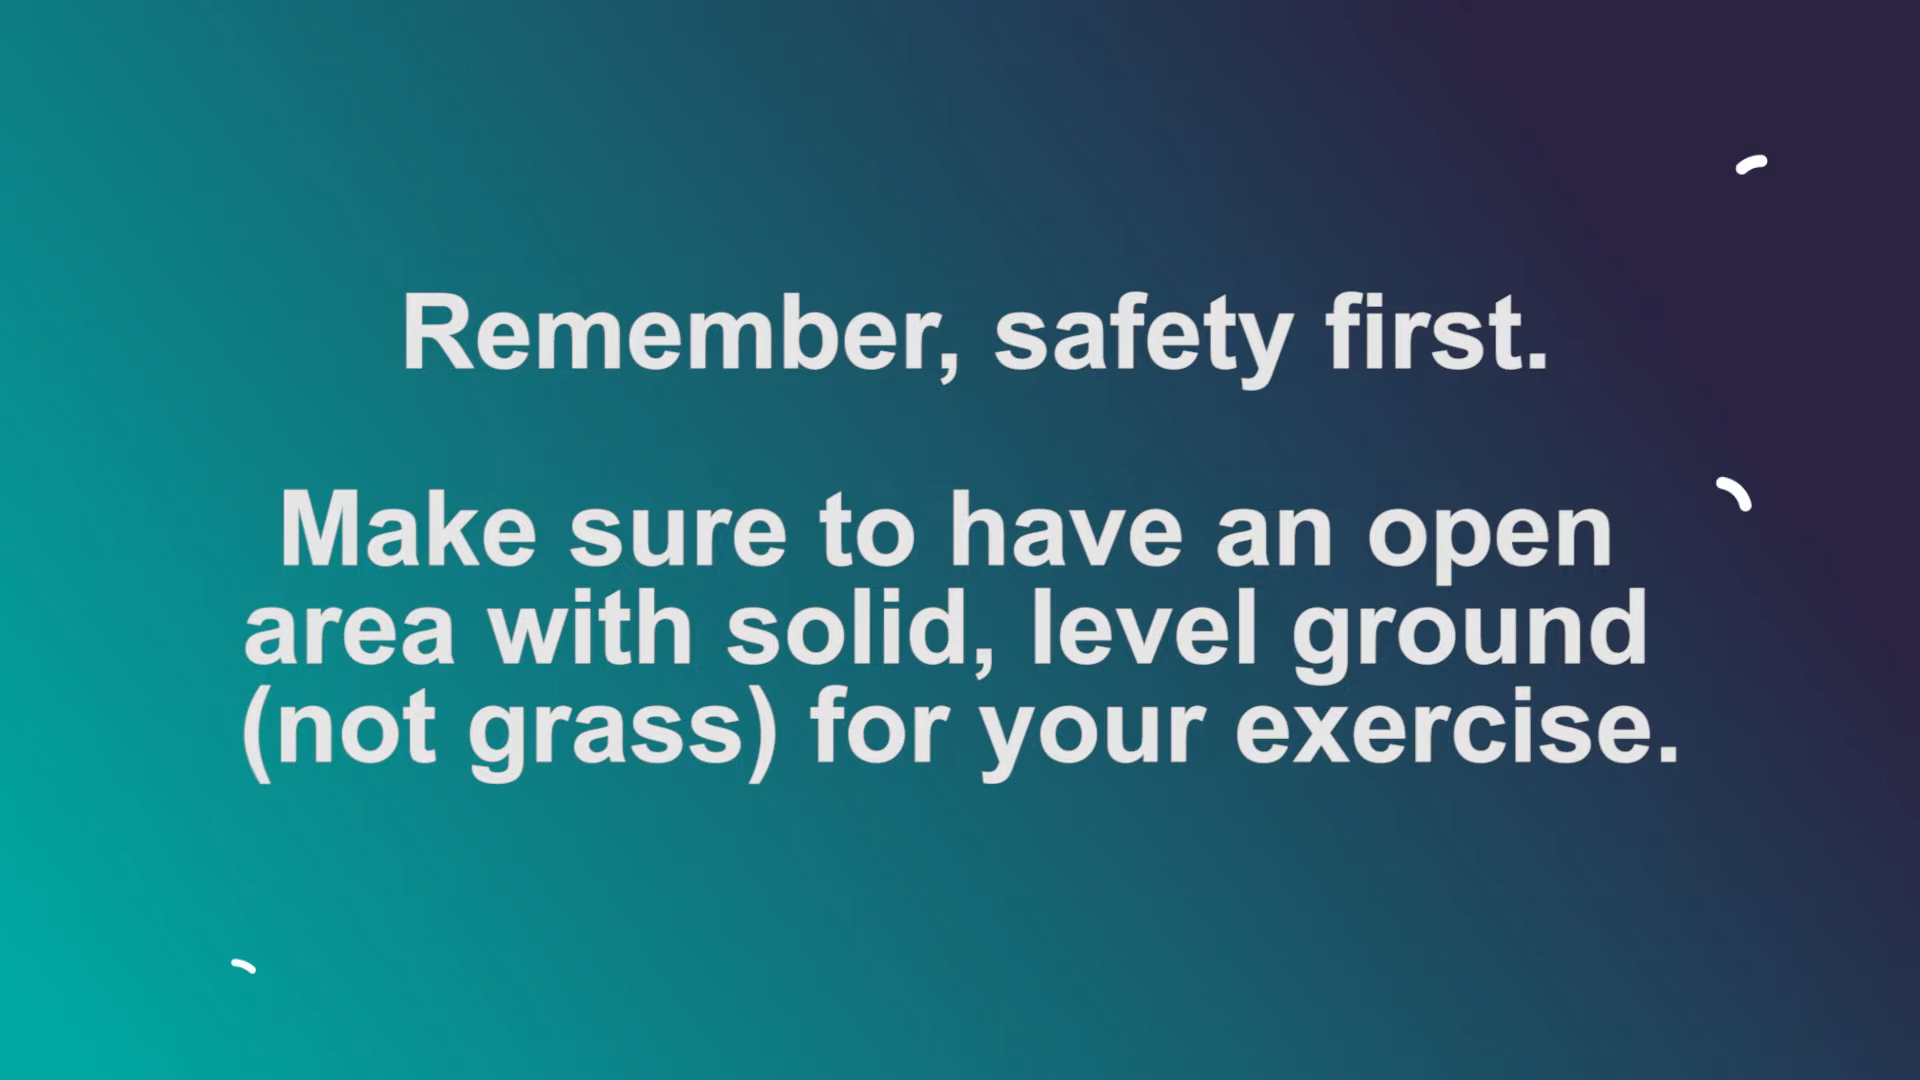 Remember, safety first.
Make sure to have an open
area with solid, level ground
(not grass) for your exercise.